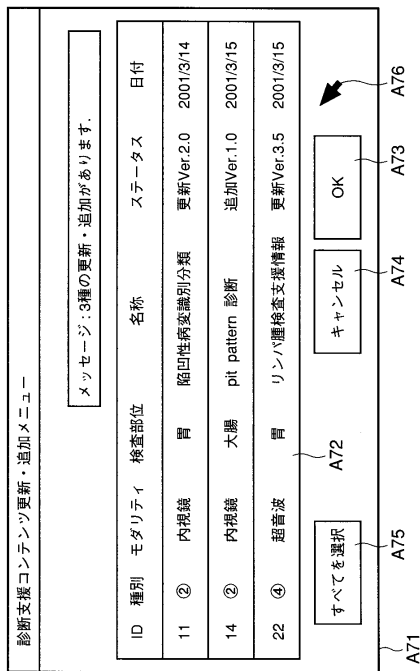 診断支援コンテンツ更新・追加メニュー
メッセージ:3種の更新・追加があります.
ID 種別 モダリティ 検査部位 名称 ステータス 日付
11 ② 内視鏡 胃 陥凹性病変識別分類 更新Ver.2.0 2001/3/14
14 ② 内視鏡 大腸 pit pattern 診断 追加Ver.1.0 2001/3/15
22 ④ 超音波 胃 リンパ腫検査支援情報 更新Ver.3.5 2001/3/15
すべてを選択 キャンセル OK
A71 A75 A72 A74 A73 A76